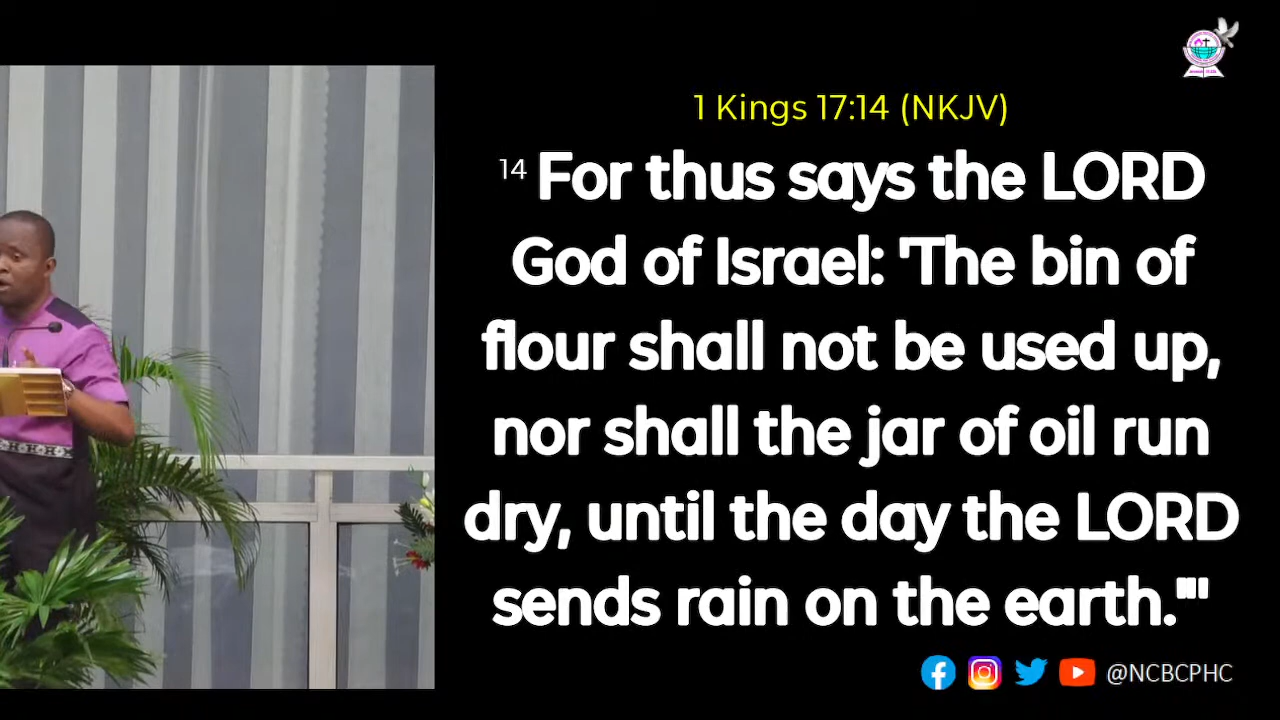 1 Kings 17:14 (NKJV)
14 For thus says the LORD
God of Israel: 'The bin of
flour shall not be used up,
nor shall the jar of oil run
dry, until the day the LORD
sends rain on the earth.'"
@NCBCPHC